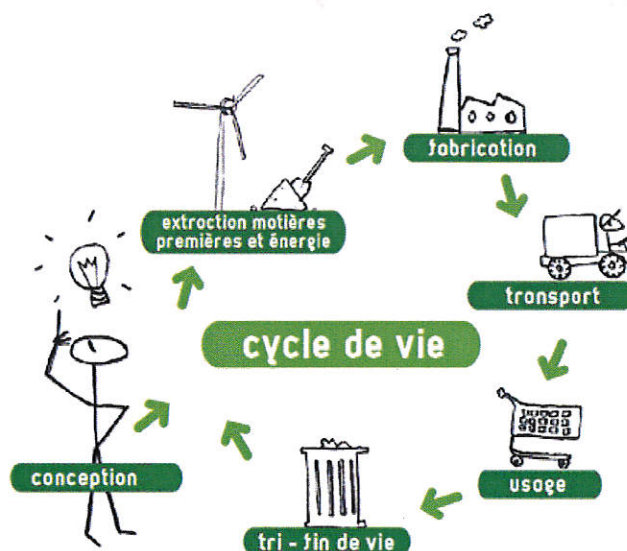 fabrication
extraction matières
premières et énergie
transport
cycle de vie
conception
usage
tri - fin de vie